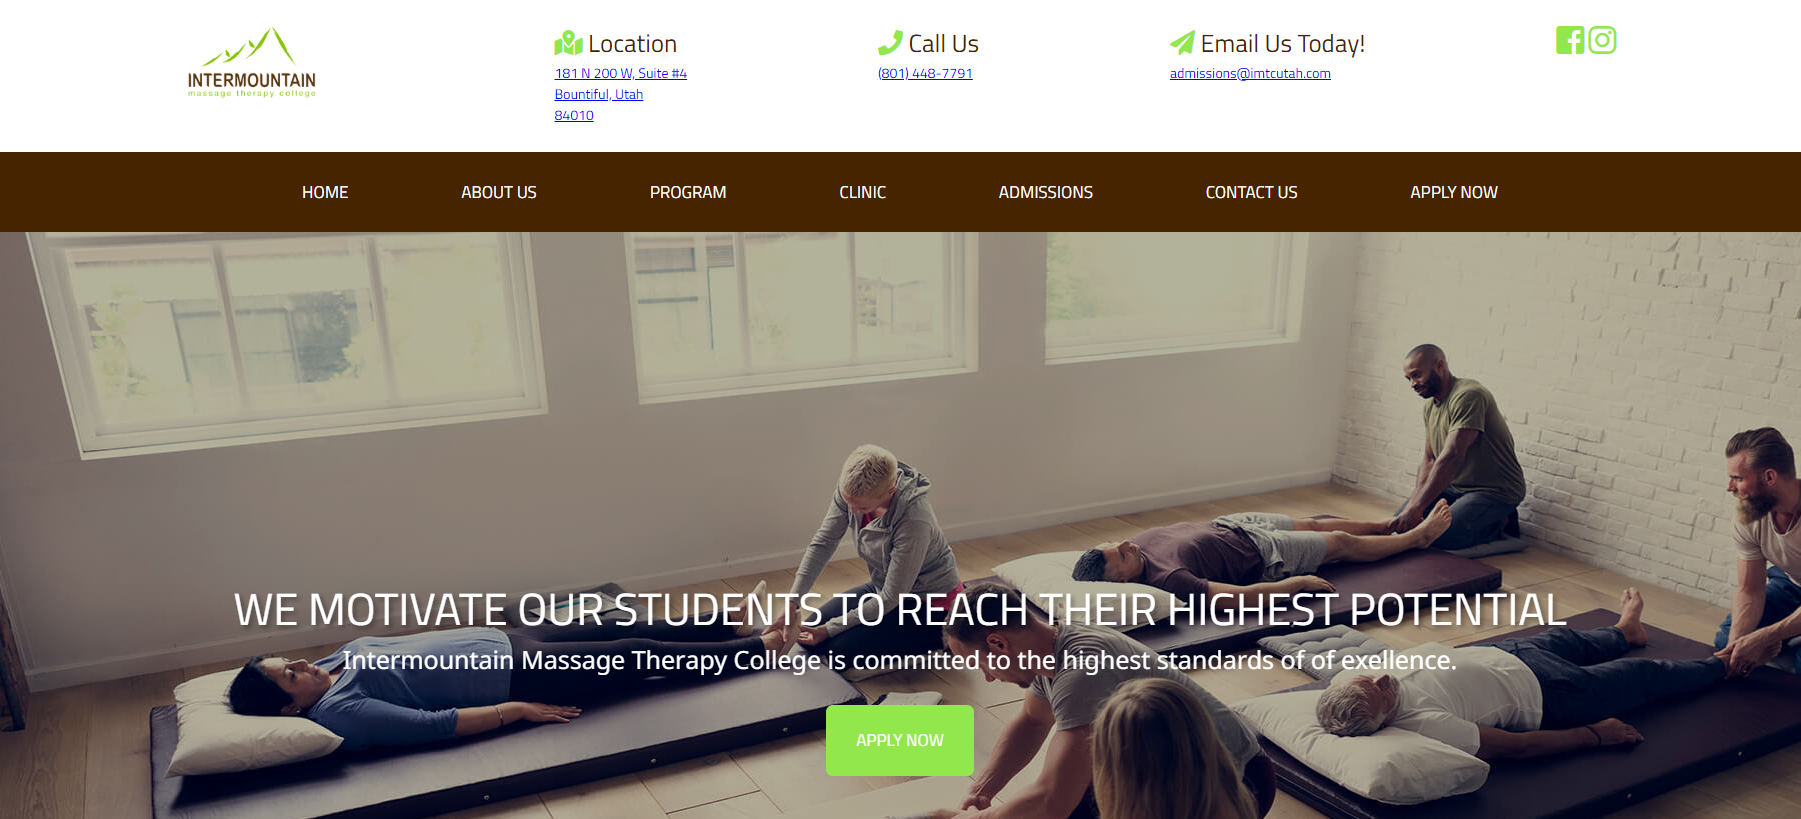 INTERMOUNTAIN
massage therapy college
Location
181 N 200 W, Suite #4
Bountiful, Utah
84010
Call Us
(801) 448-7791
Email Us Today!
admissions@imtcutah.com
HOME ABOUT US PROGRAM CLINIC ADMISSIONS CONTACT US APPLY NOW
WE MOTIVATE OUR STUDENTS TO REACH THEIR HIGHEST POTENTIAL
Intermountain Massage Therapy College is committed to the highest standards of of exellence.
APPLY NOW